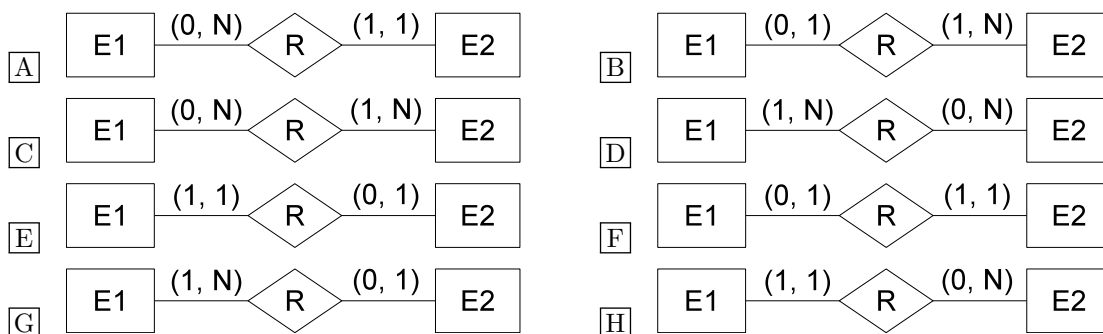 A E1 (0, N) R (1, 1) E2
B E1 (0, 1) R (1, N) E2
C E1 (0, N) R (1, N) E2
D E1 (1, N) R (0, N) E2
E E1 (1, 1) R (0, 1) E2
F E1 (0, 1) R (1, 1) E2
G E1 (1, N) R (0, 1) E2
H E1 (1, 1) R (0, N) E2